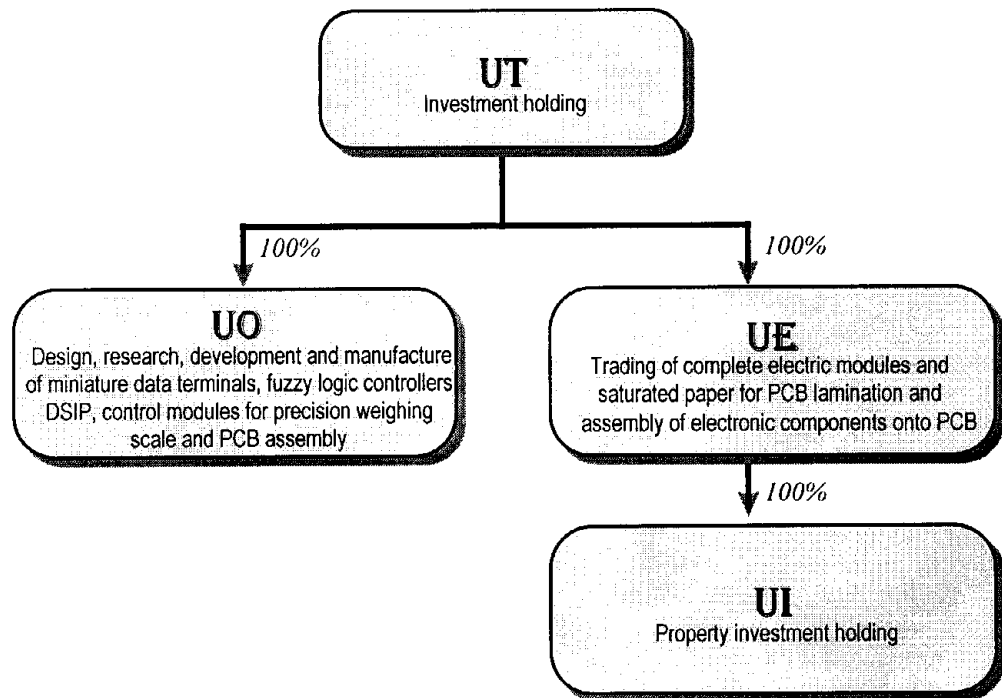 UT
Investment holding
100%
100%
UO
Design, research, development and manufacture
of miniature data terminals, fuzzy logic controllers
DSIP, control modules for precision weighing
scale and PCB assembly
UE
Trading of complete electric modules and
saturated paper for PCB lamination and
assembly of electronic components onto PCB
100%
UI
Property investment holding